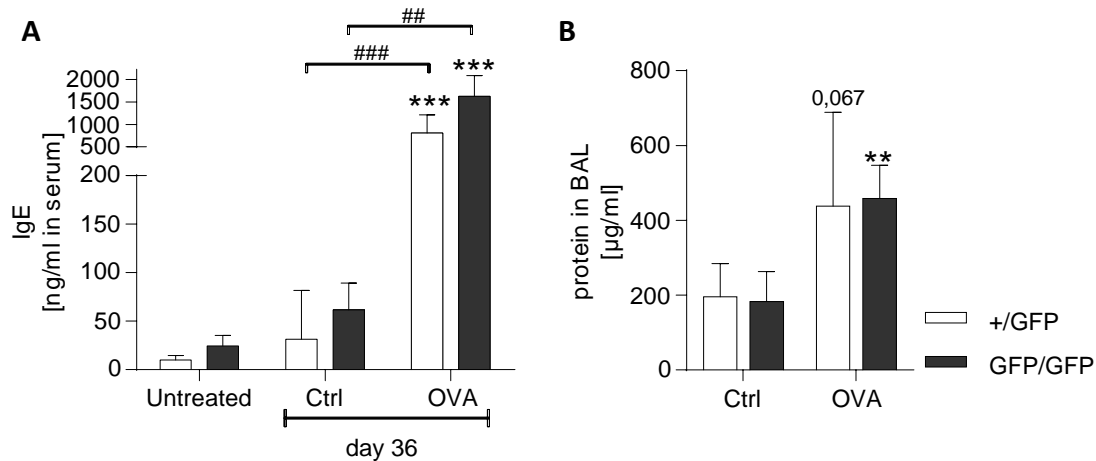 A
##
###
***
***
2000
1500
1000
500
200
150
100
50
0
IgE
[ng/ml in serum]
Untreated
Ctrl
OVA
day 36
B
800
600
400
200
0
protein in BAL
[µg/ml]
0,067
**
Ctrl
OVA
+/GFP
GFP/GFP